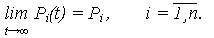 lim P_i(t) = P_i ,   i = \overline{1,n}.
t→∞